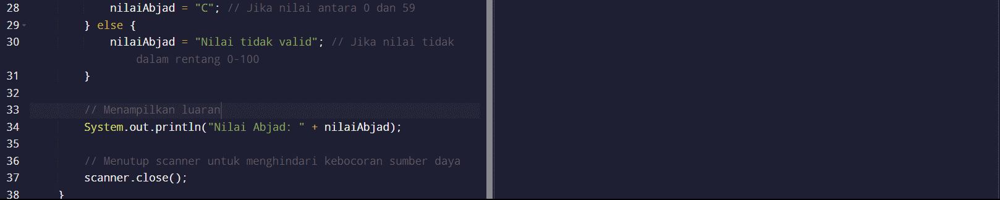 28 nilaiAbjad = "C"; // Jika nilai antara 0 dan 59
29 } else {
30 nilaiAbjad = "Nilai tidak valid"; // Jika nilai tidak
dalam rentang 0-100
31 }
32
33 // Menampilkan luaran
34 System.out.println("Nilai Abjad: " + nilaiAbjad);
35
36 // Menutup scanner untuk menghindari kebocoran sumber daya
37 scanner.close();
38 }